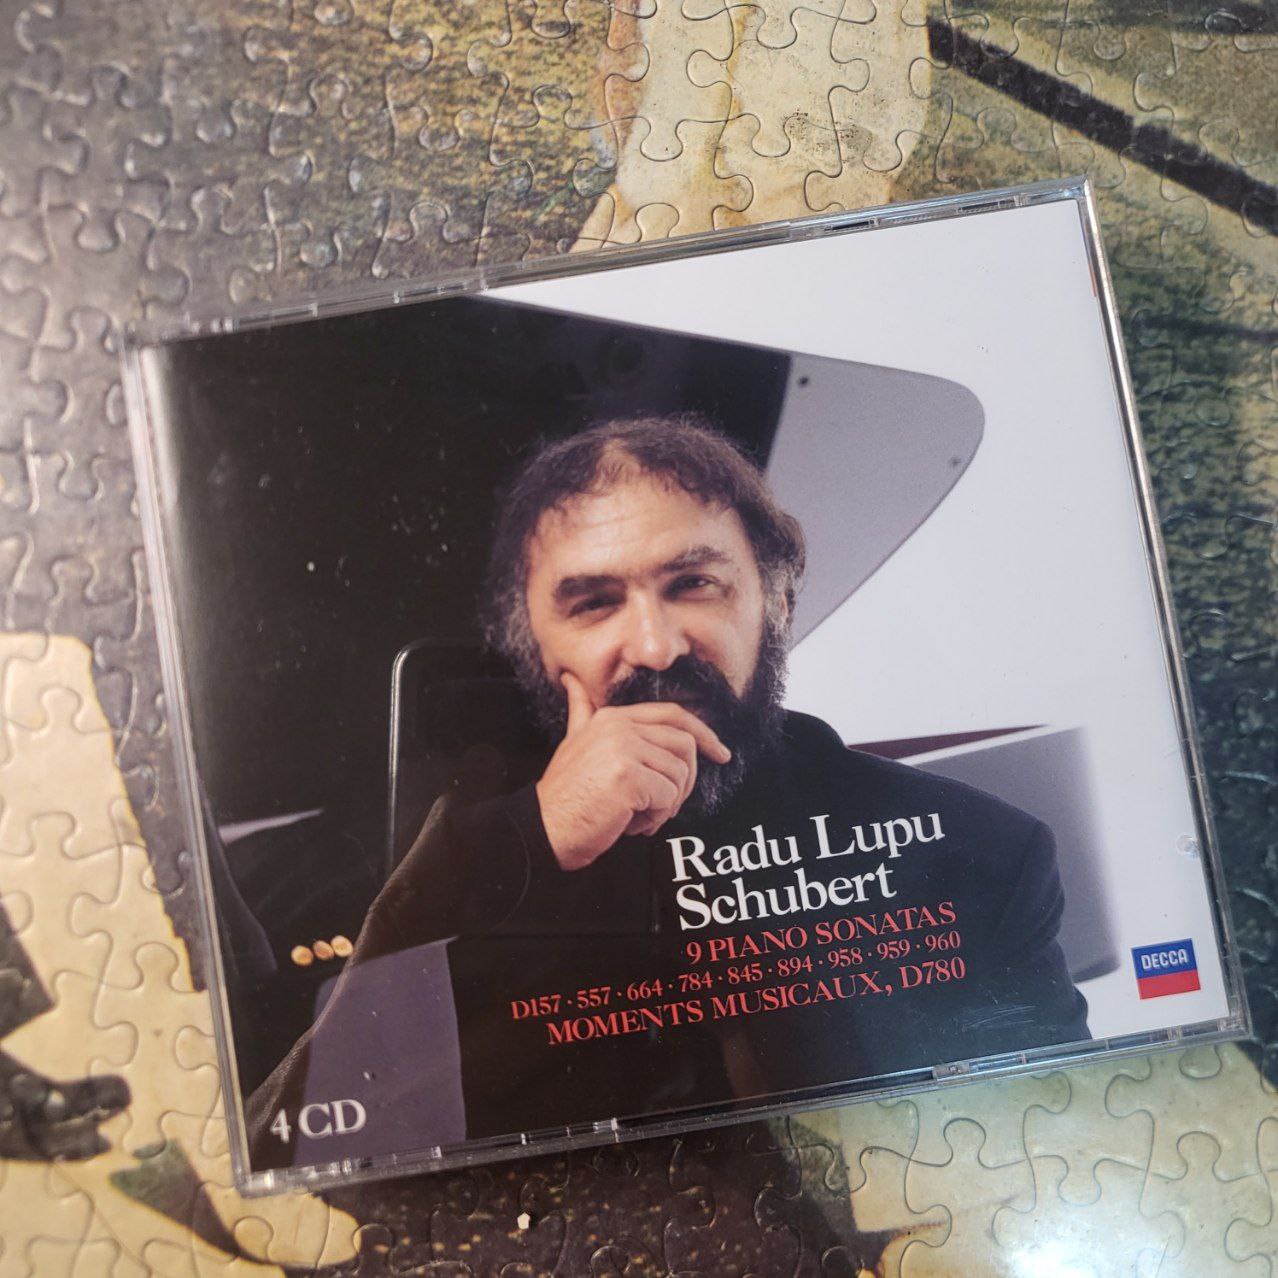 Radu Lupu
Schubert
9 PIANO SONATAS
D157 · 557 · 664 · 784 · 845 · 894 · 958 · 959 · 960
MOMENTS MUSICAUX, D780
DECCA
4 CD